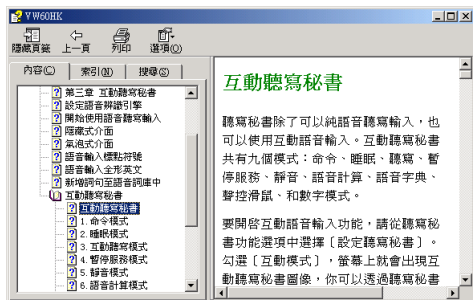 VW60HK
隱藏頁籤 上一頁 列印 選項(O)
內容(C) 索引(N) 搜尋(S)
第三章 互動聽寫秘書
設定語音辨識引擎
開始使用語音聽寫輸入
隱藏式介面
氣泡式介面
語音輸入標點符號
語音輸入全形英文
新增詞句至語音詞庫中
互動聽寫秘書
互動聽寫秘書
1. 命令模式
2. 睡眠模式
3. 互動聽寫模式
4. 暫停服務模式
5. 靜音模式
6. 語音計算模式
互動聽寫秘書
聽寫秘書除了可以純語音聽寫輸入，也
可以使用互動語音輸入。互動聽寫秘書
共有九個模式：命令、睡眠、聽寫、暫
停服務、靜音、語音計算、語音字典、
聲控滑鼠、和數字模式。
要開啟互動語音輸入功能，請從聽寫秘
書功能選項中選擇〔設定聽寫秘書〕。
勾選〔互動模式〕，螢幕上就會出現互
動聽寫秘書圖像，你可以透過聽寫秘書